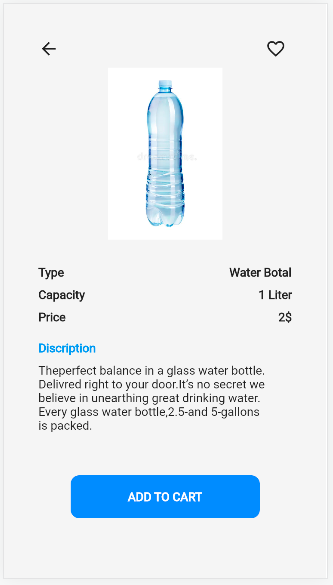 Type Water Botal
Capacity 1 Liter
Price 2$
Discription
Theperfect balance in a glass water bottle.
Delivred right to your door.It's no secret we
believe in unearthing great drinking water.
Every glass water bottle,2.5-and 5-gallons
is packed.
ADD TO CART